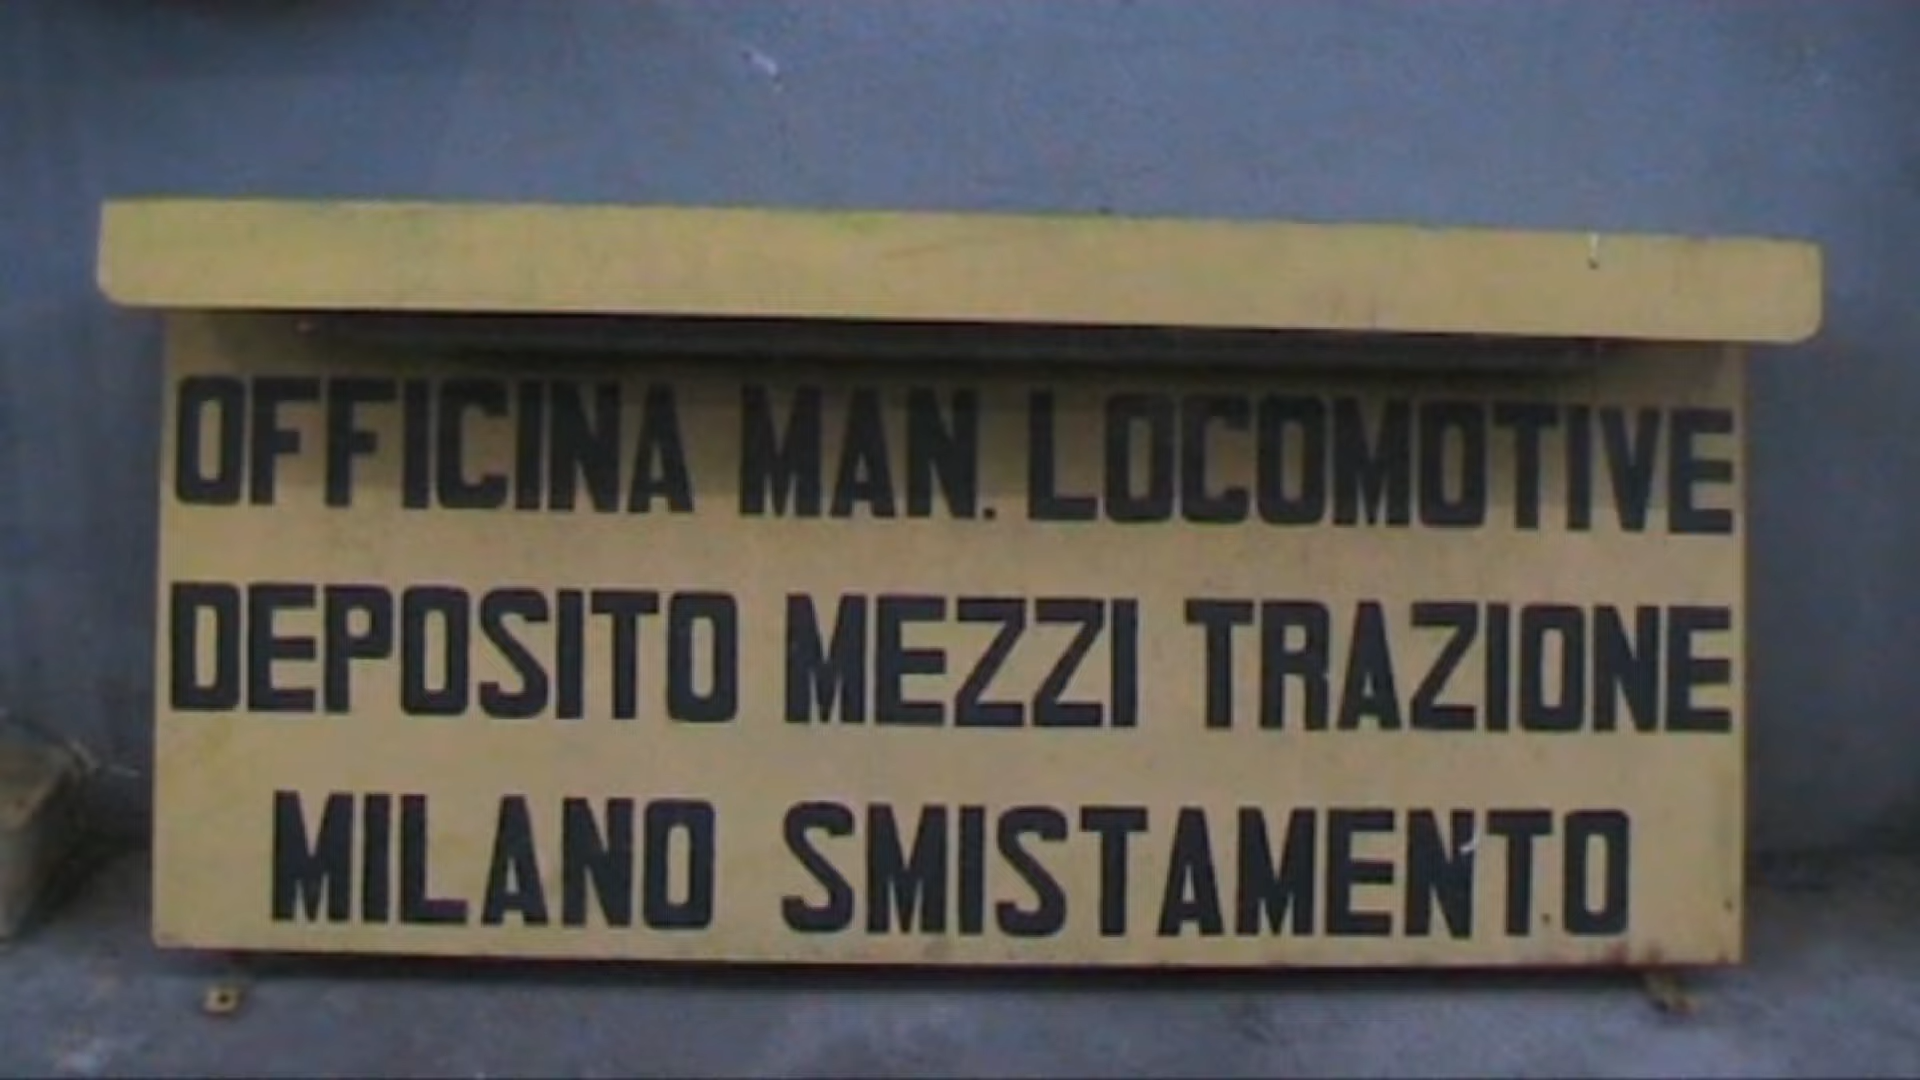 OFFICINA MAN. LOCOMOTIVE
DEPOSITO MEZZI TRAZIONE
MILANO SMISTAMENTO